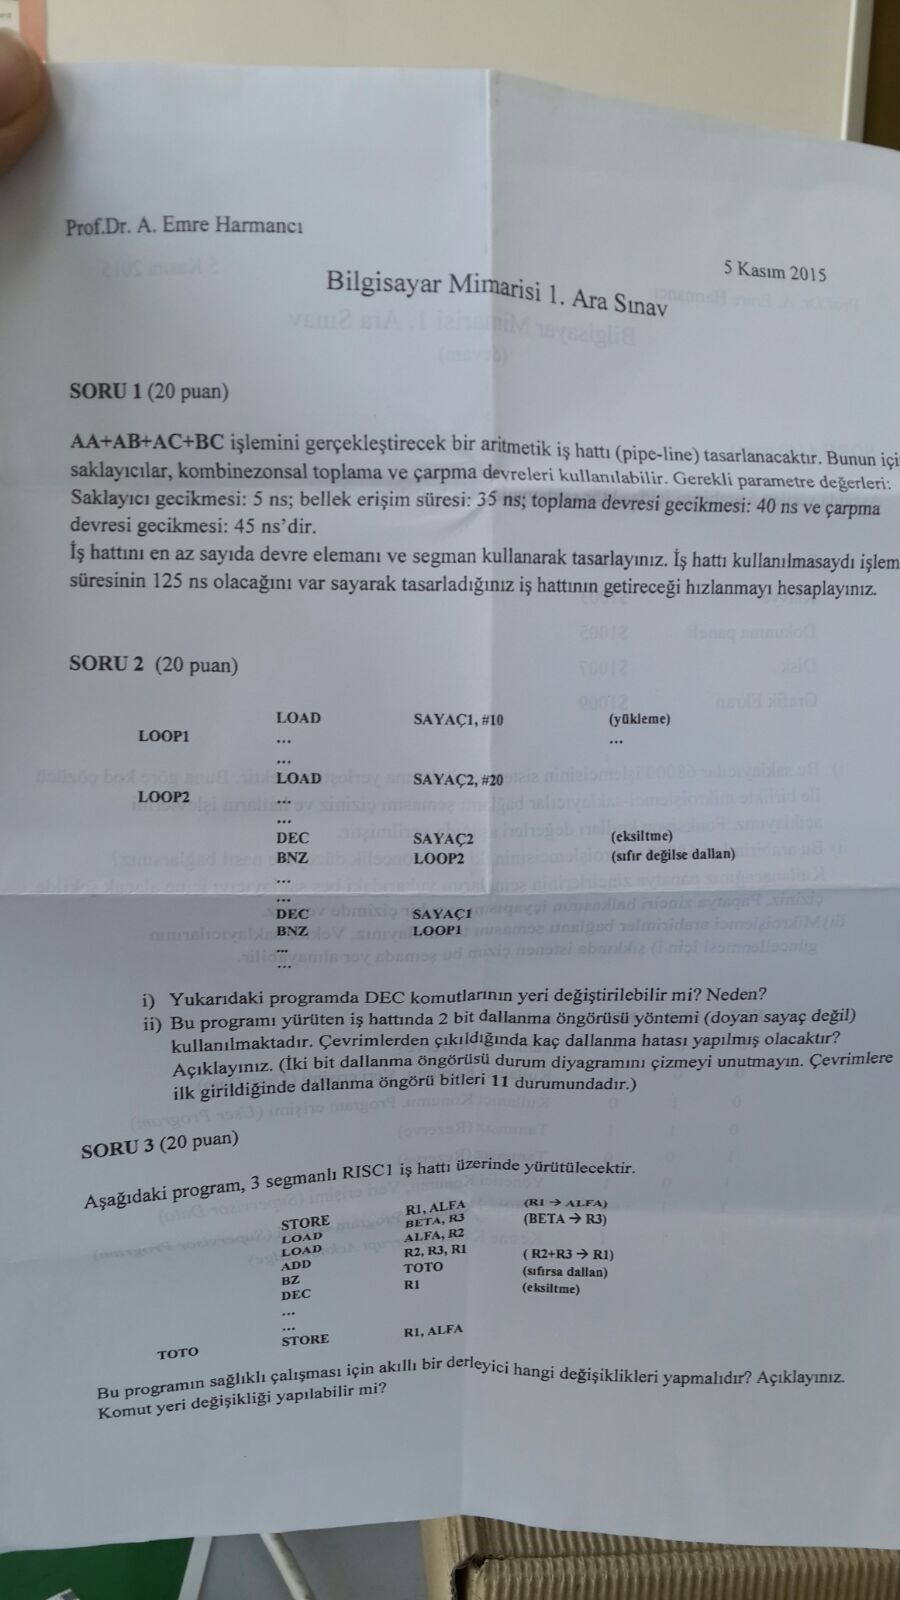 Prof.Dr. A. Emre Harmancı
5 Kasım 2015
Bilgisayar Mimarisi 1. Ara Sınav
SORU 1 (20 puan)
AA+AB+AC+BC işlemini gerçekleştirecek bir aritmetik iş hattı (pipe-line) tasarlanacaktır. Bunun içi
saklayıcılar, kombinezonsal toplama ve çarpma devreleri kullanılabilir. Gerekli parametre değerleri:
Saklayıcı gecikmesi: 5 ns; bellek erişim süresi: 35 ns; toplama devresi gecikmesi: 40 ns ve çarpma
devresi gecikmesi: 45 ns'dir.
İş hattını en az sayıda devre elemanı ve segman kullanarak tasarlayınız. İş hattı kullanılmasaydı işlem
süresinin 125 ns olacağını var sayarak tasarladığınız iş hattının getireceği hızlanmayı hesaplayınız.
SORU 2 (20 puan)
LOAD SAYAÇ1, #10 (yükleme)
LOOP1 ... ...
...
LOAD SAYAÇ2, #20
LOOP2 ...
...
DEC SAYAÇ2 (eksiltme)
BNZ LOOP2 (sıfır değilse dallan)
...
...
DEC SAYAÇ1
BNZ LOOP1
...
...
i) Yukarıdaki programda DEC komutlarının yeri değiştirilebilir mi? Neden?
ii) Bu programı yürüten iş hattında 2 bit dallanma öngörüsü yöntemi (doyan sayaç değil)
kullanılmaktadır. Çevrimlerden çıkıldığında kaç dallanma hatası yapılmış olacaktır?
Açıklayınız. (İki bit dallanma öngörüsü durum diyagramını çizmeyi unutmayın. Çevrimlere
ilk girildiğinde dallanma öngörü bitleri 11 durumundadır.)
SORU 3 (20 puan)
Aşağıdaki program, 3 segmanlı RISC1 iş hattı üzerinde yürütülecektir.
STORE R1, ALFA (R1 → ALFA)
LOAD BETA, R3 (BETA → R3)
LOAD ALFA, R2
ADD R2, R3, R1 ( R2+R3 → R1)
BZ TOTO (sıfırsa dallan)
DEC R1 (eksiltme)
...
...
TOTO STORE R1, ALFA
Bu programın sağlıklı çalışması için akıllı bir derleyici hangi değişiklikleri yapmalıdır? Açıklayınız.
Komut yeri değişikliği yapılabilir mi?